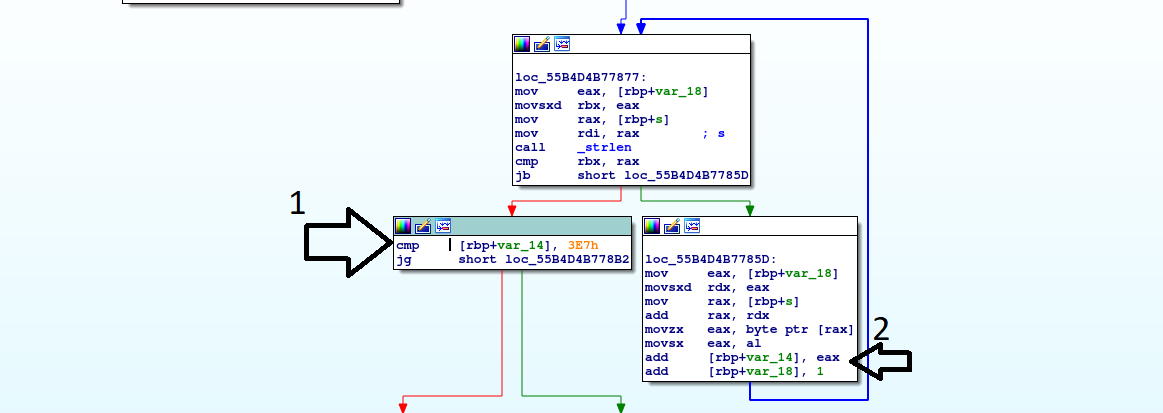 loc_55B4D4B77877:
mov eax, [rbp+var_18]
movsxd rbx, eax
mov rax, [rbp+s]
mov rdi, rax ; s
call _strlen
cmp rbx, rax
jb short loc_55B4D4B7785D
1
cmp [rbp+var_14], 3E7h
jg short loc_55B4D4B778B2
loc_55B4D4B7785D:
mov eax, [rbp+var_18]
movsxd rdx, eax
mov rax, [rbp+s]
add rax, rdx
movzx eax, byte ptr [rax]
movsx eax, al
add [rbp+var_14], eax
add [rbp+var_18], 1
2